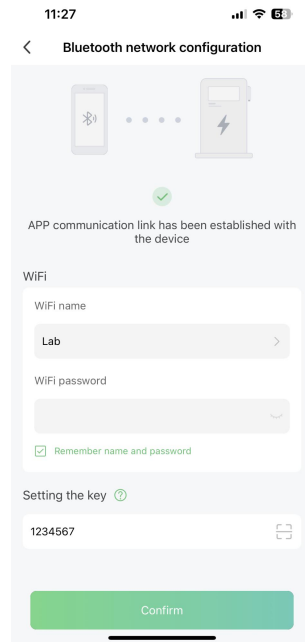 11:27
58
Bluetooth network configuration
APP communication link has been established with
the device
WiFi
WiFi name
Lab
WiFi password
Remember name and password
Setting the key ?
1234567
Confirm